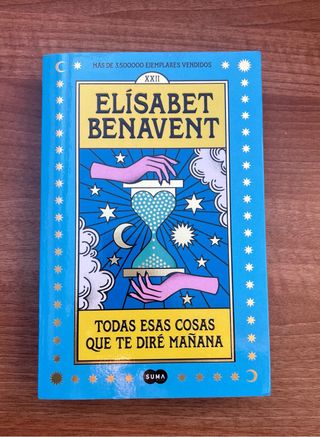 MÁS DE 3.500.000 EJEMPLARES VENDIDOS
XXII
ELÍSABET
BENAVENT
TODAS ESAS COSAS
QUE TE DIRÉ MAÑANA
SUMA